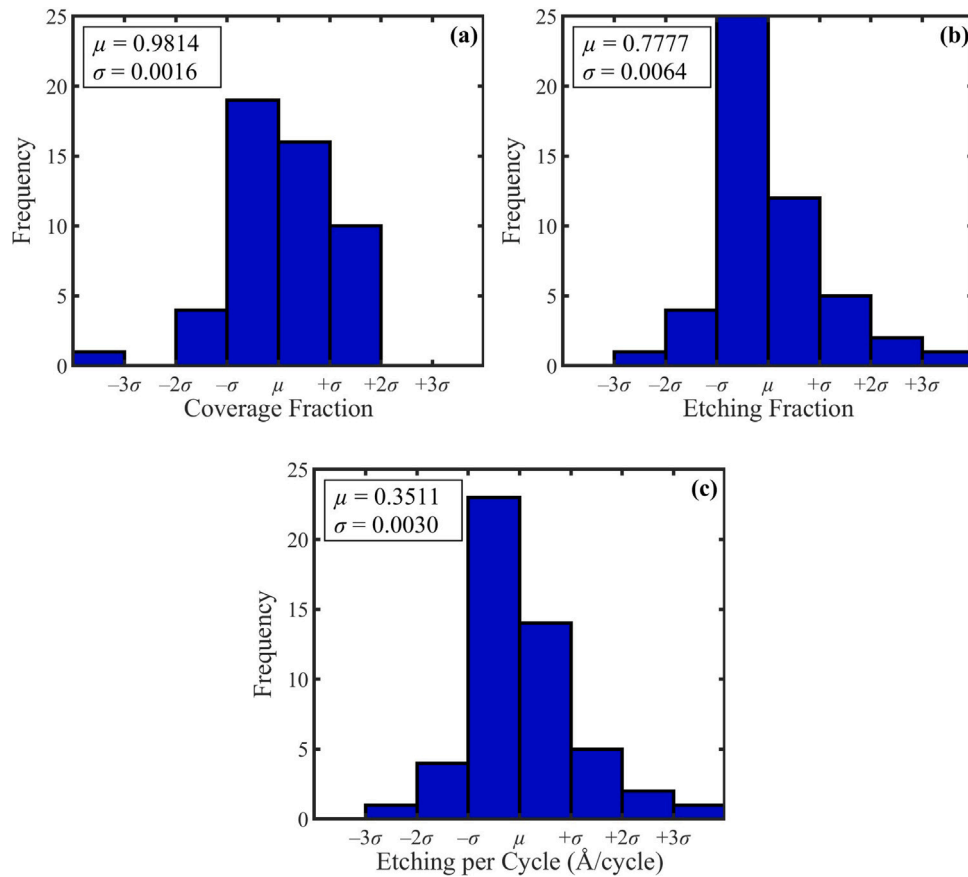 (a)
μ = 0.9814
σ = 0.0016
Frequency
25
20
15
10
5
0
–3σ –2σ –σ μ +σ +2σ +3σ
Coverage Fraction
(b)
μ = 0.7777
σ = 0.0064
Frequency
25
20
15
10
5
0
–3σ –2σ –σ μ +σ +2σ +3σ
Etching Fraction
(c)
μ = 0.3511
σ = 0.0030
Frequency
25
20
15
10
5
0
–3σ –2σ –σ μ +σ +2σ +3σ
Etching per Cycle (Å/cycle)